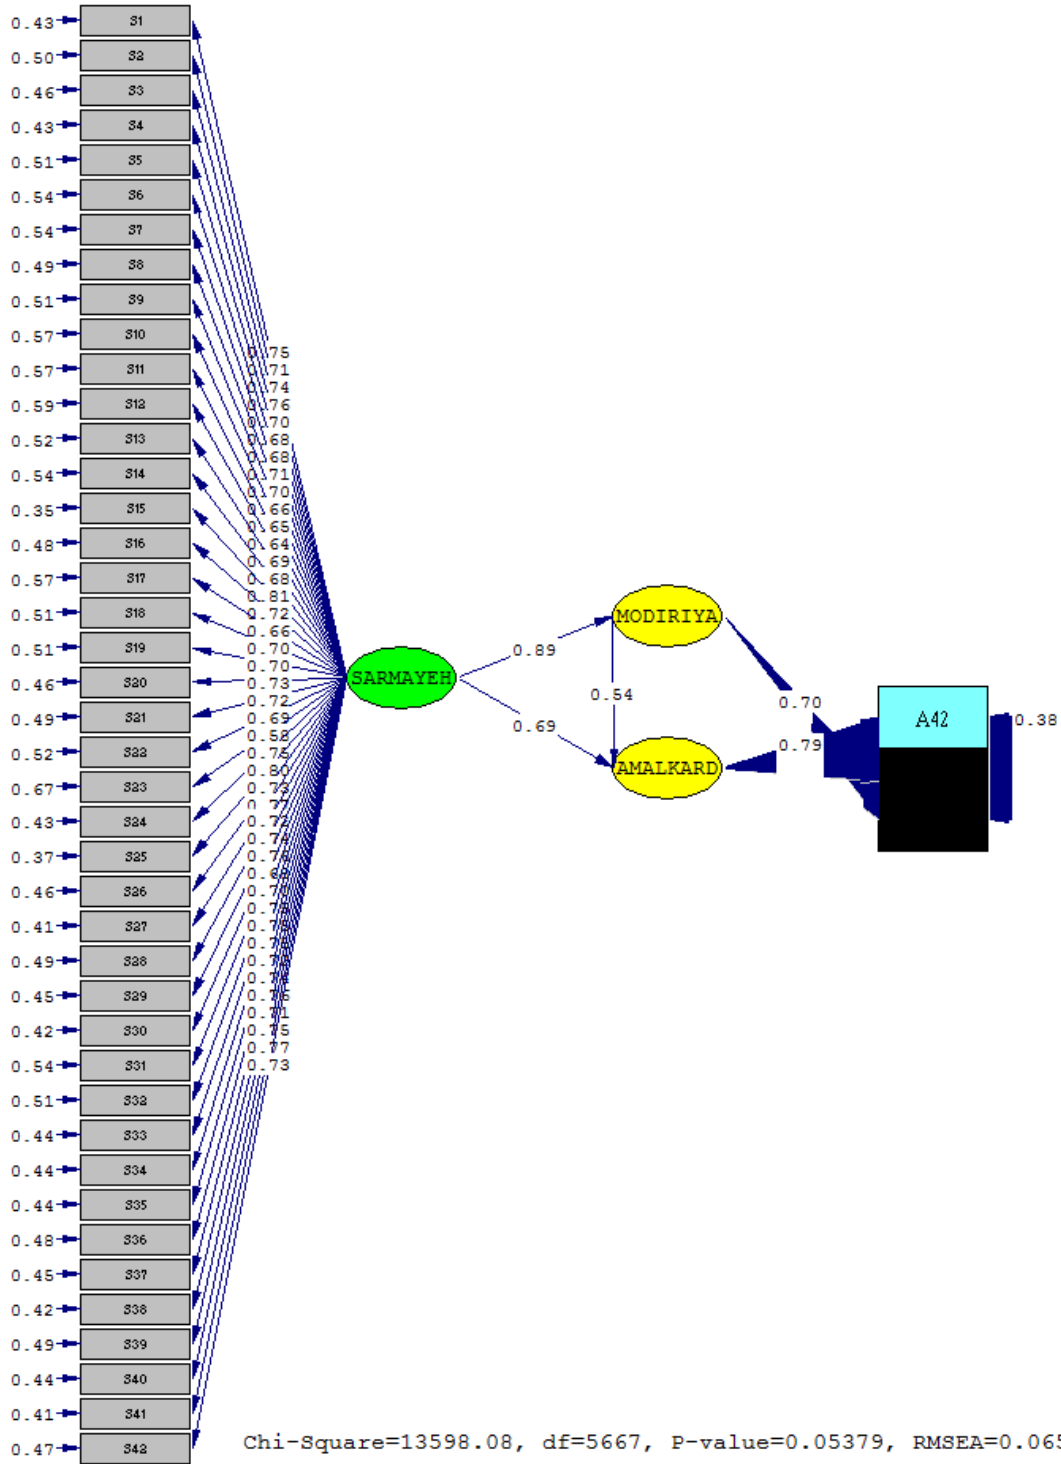 0.43 S1
0.50 S2
0.46 S3
0.43 S4
0.51 S5
0.54 S6
0.54 S7
0.49 S8
0.51 S9
0.57 S10
0.57 S11
0.59 S12
0.52 S13
0.54 S14
0.35 S15
0.48 S16
0.57 S17
0.51 S18
0.51 S19
0.46 S20
0.49 S21
0.52 S22
0.67 S23
0.43 S24
0.37 S25
0.46 S26
0.41 S27
0.49 S28
0.45 S29
0.42 S30
0.54 S31
0.51 S32
0.44 S33
0.44 S34
0.44 S35
0.48 S36
0.45 S37
0.42 S38
0.49 S39
0.44 S40
0.41 S41
0.47 S42
0.75
0.71
0.74
0.76
0.70
0.68
0.68
0.71
0.70
0.66
0.65
0.64
0.69
0.68
0.81
0.72
0.66
0.70
0.70
0.73
0.72
0.69
0.58
0.75
0.80
0.73
0.77
0.72
0.74
0.76
0.70
0.75
0.74
0.76
0.71
0.75
0.77
0.73
SARMAYEH
0.89
0.69
MODIRIYA
0.54
AMALKARD
0.70
0.79
A42
0.38
Chi-Square=13598.08, df=5667, P-value=0.05379, RMSEA=0.065